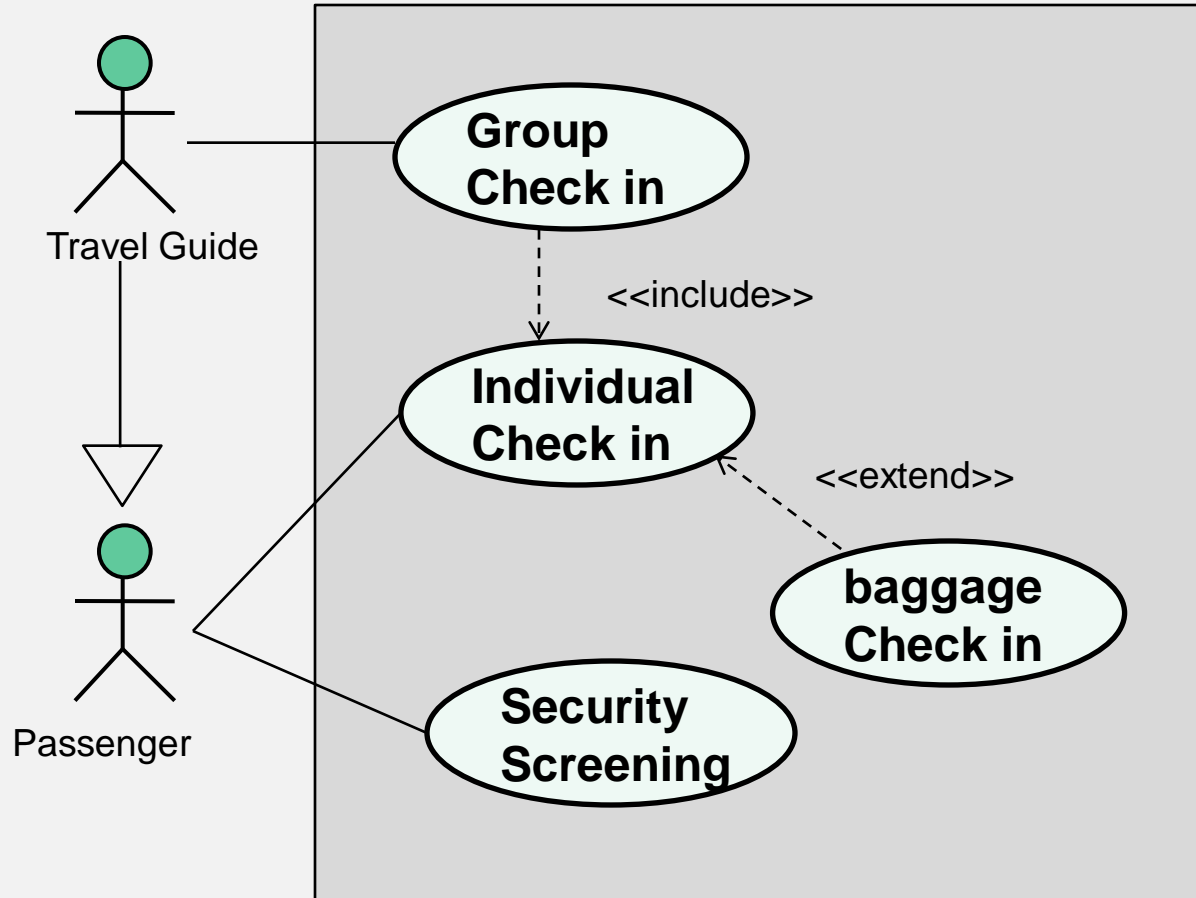 Group
Check in
Travel Guide
<<include>>
Individual
Check in
<<extend>>
baggage
Check in
Security
Screening
Passenger